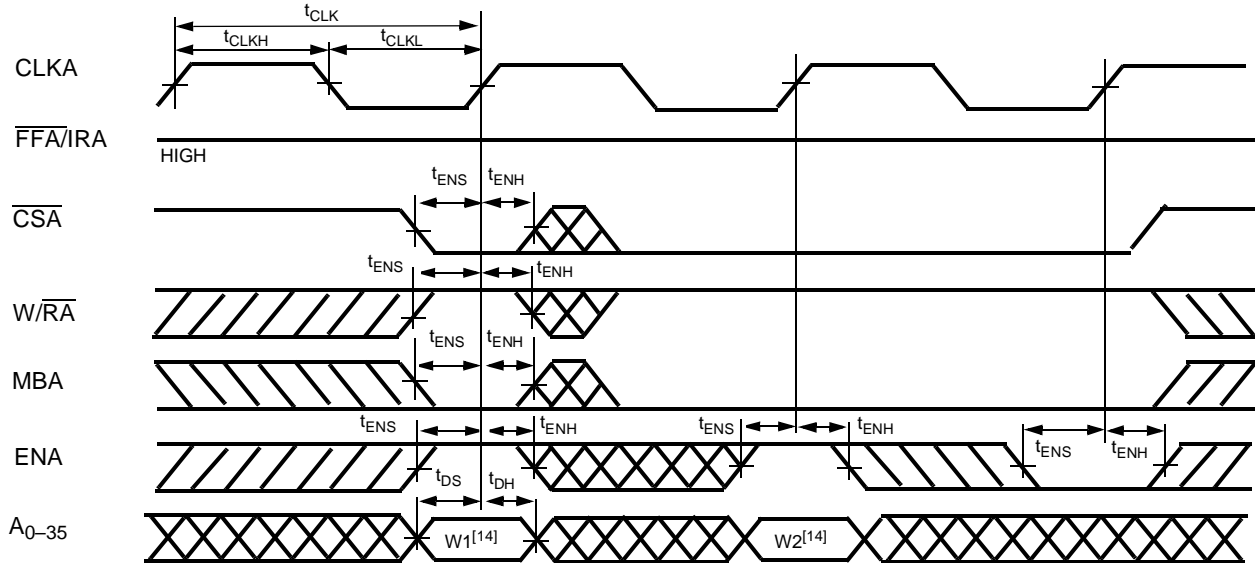 tCLK
tCLKH tCLKL
CLKA
FFA/IRA
HIGH
tENS tENH
CSA
tENS tENH
W/RA
tENS tENH
MBA
tENS tENH tENS tENH
ENA tENS tENH
tDS tDH
A0–35 W1[14] W2[14]